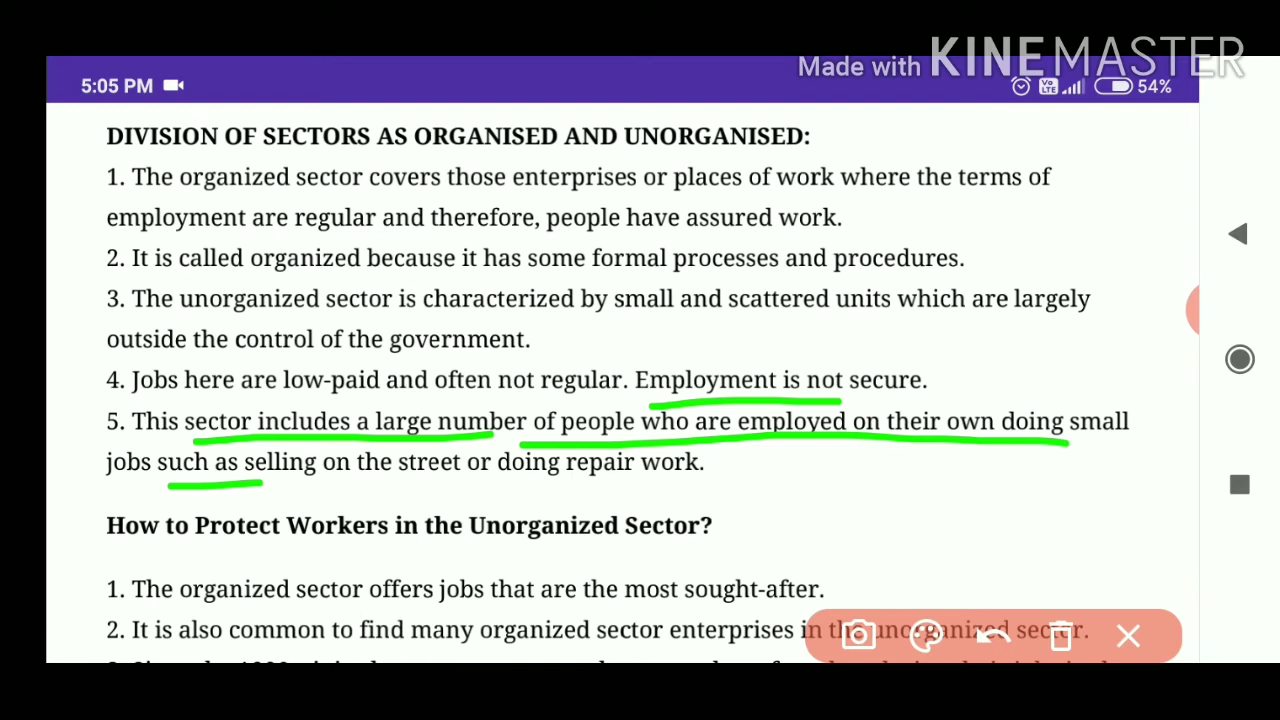 Made with KINEMASTER
5:05 PM
Vo LTE 54%
DIVISION OF SECTORS AS ORGANISED AND UNORGANISED:
1. The organized sector covers those enterprises or places of work where the terms of
employment are regular and therefore, people have assured work.
2. It is called organized because it has some formal processes and procedures.
3. The unorganized sector is characterized by small and scattered units which are largely
outside the control of the government.
4. Jobs here are low-paid and often not regular. Employment is not secure.
5. This sector includes a large number of people who are employed on their own doing small
jobs such as selling on the street or doing repair work.
How to Protect Workers in the Unorganized Sector?
1. The organized sector offers jobs that are the most sought-after.
2. It is also common to find many organized sector enterprises in the unorganized sector.